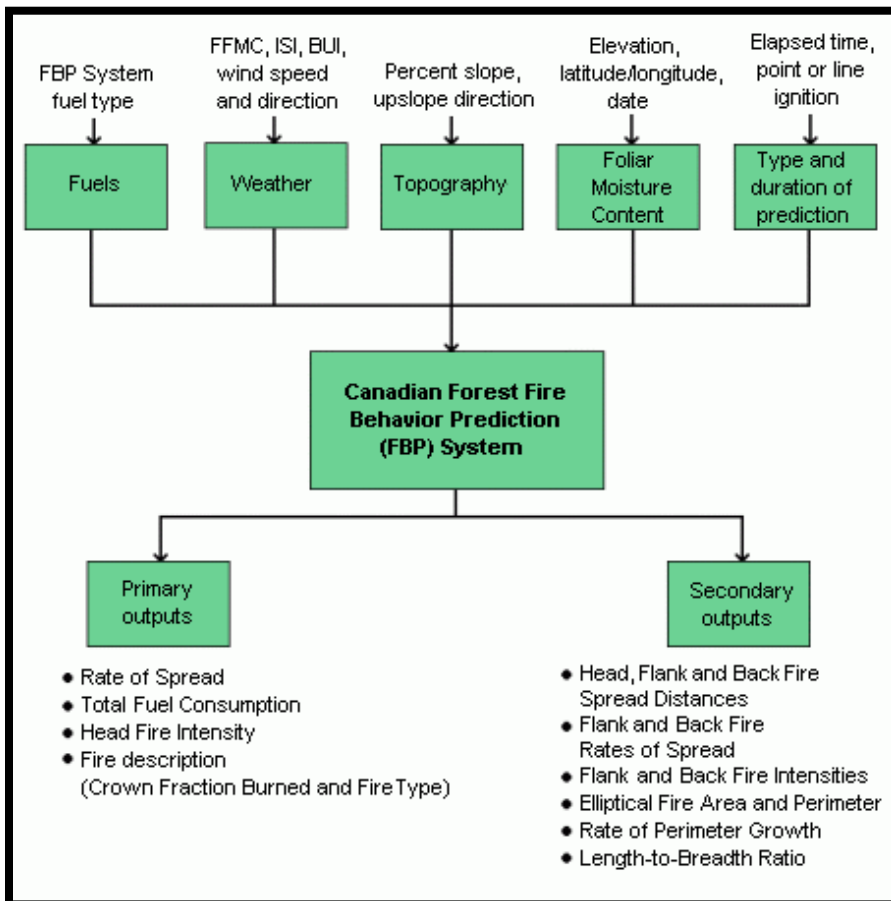 FBP System
fuel type
FFMC, ISI, BUI,
wind speed
and direction
Percent slope,
upslope direction
Elevation,
latitude/longitude,
date
Elapsed time,
point or line
ignition
Fuels
Weather
Topography
Foliar
Moisture
Content
Type and
duration of
prediction
Canadian Forest Fire
Behavior Prediction
(FBP) System
Primary
outputs
Secondary
outputs
● Rate of Spread
● Total Fuel Consumption
● Head Fire Intensity
● Fire description
(Crown Fraction Burned and Fire Type)
● Head, Flank and Back Fire
Spread Distances
● Flank and Back Fire
Rates of Spread
● Flank and Back Fire Intensities
● Elliptical Fire Area and Perimeter
● Rate of Perimeter Growth
● Length-to-Breadth Ratio